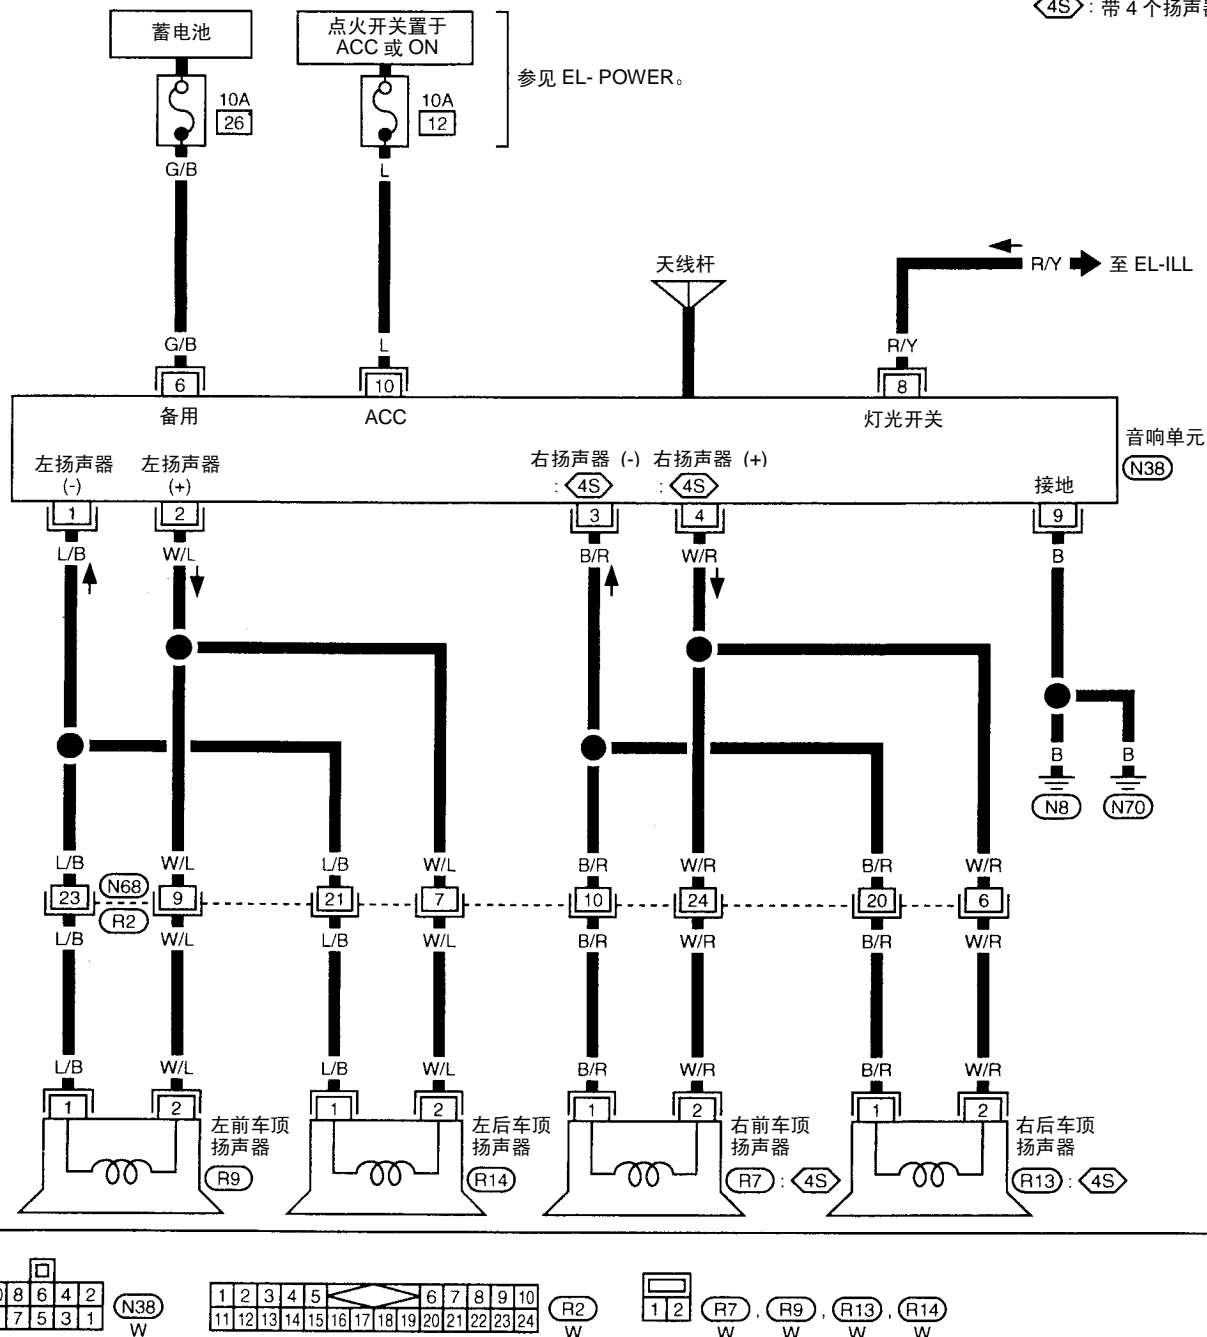 4S : 带 4 个扬声器
蓄电池
点火开关置于
ACC 或 ON
参见 EL- POWER。
10A
26
10A
12
G/B
L
天线杆
R/Y
至 EL-ILL
G/B
L
R/Y
6
10
8
备用
ACC
灯光开关
音响单元
N38
左扬声器
(-)
左扬声器
(+)
右扬声器 (-)
: 4S
右扬声器 (+)
: 4S
接地
1
2
3
4
9
L/B
W/L
B/R
W/R
B
B
B
N8
N70
L/B
W/L
L/B
W/L
B/R
W/R
B/R
W/R
23
N68
R2
9
21
7
10
24
20
6
L/B
W/L
L/B
W/L
B/R
W/R
B/R
W/R
L/B
W/L
L/B
W/L
B/R
W/R
B/R
W/R
1
2
1
2
1
2
1
2
左前车顶
扬声器
R9
左后车顶
扬声器
R14
右前车顶
扬声器
R7 : 4S
右后车顶
扬声器
R13 : 4S
8 6 4 2
7 5 3 1
N38
W
1 2 3 4 5 6 7 8 9 10
11 12 13 14 15 16 17 18 19 20 21 22 23 24
R2
W
1 2
R7 , R9 , R13 , R14
W W W W